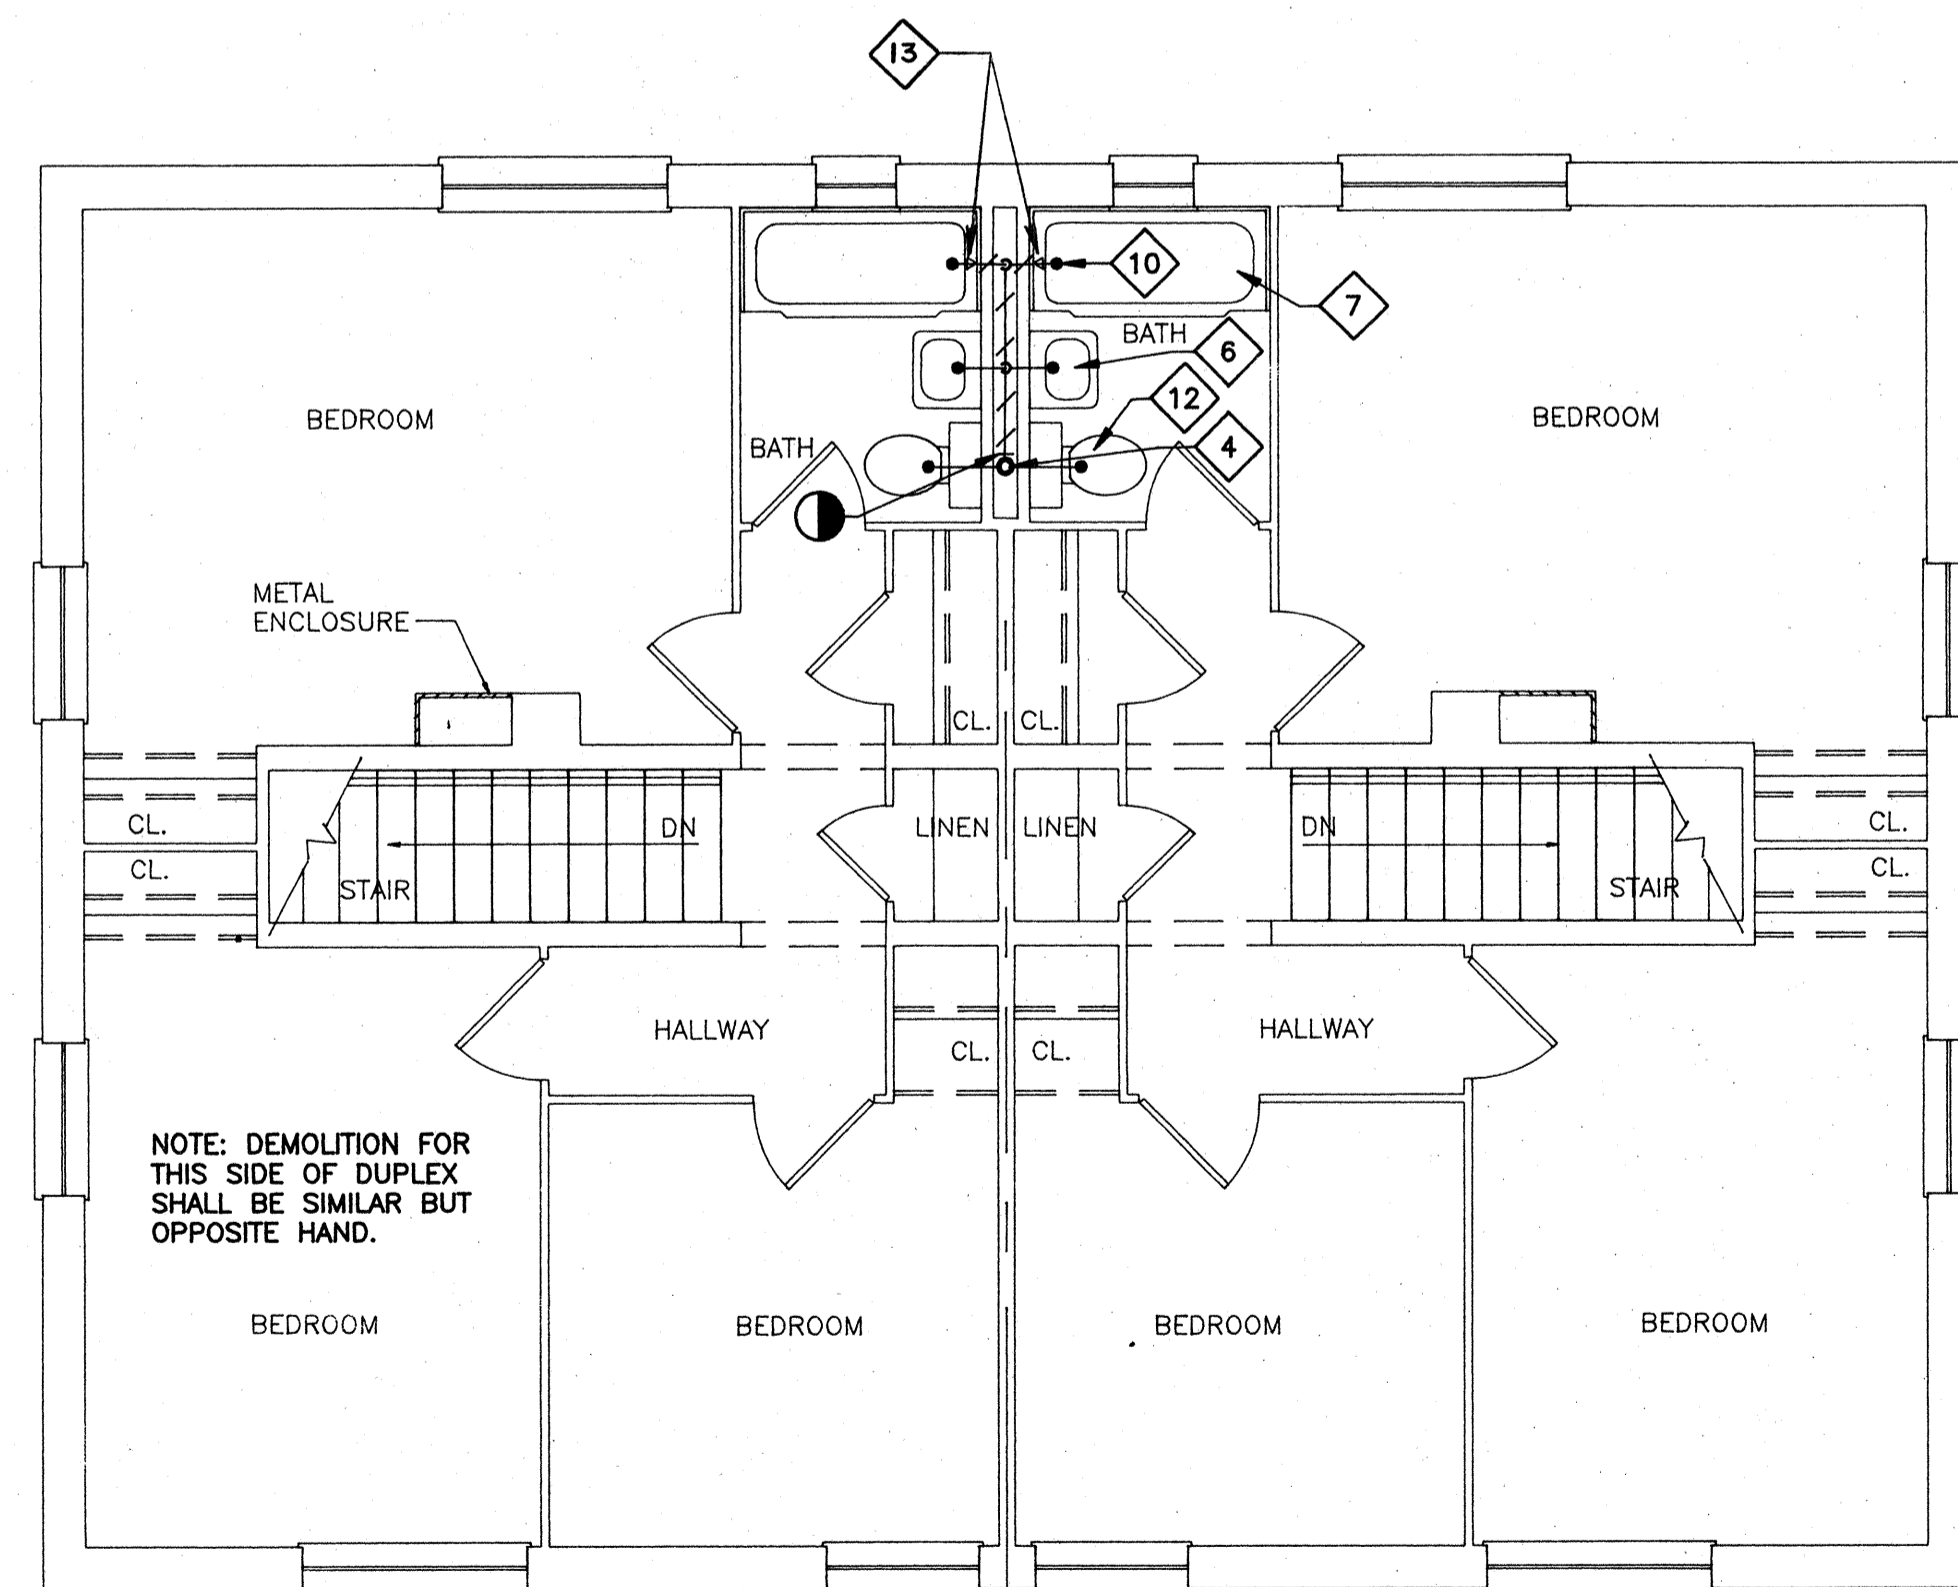 13
10
7
BATH
6
12
BEDROOM
BEDROOM
BATH
4
METAL
ENCLOSURE
CL.
CL.
CL.
DN
LINEN
LINEN
DN
CL.
CL.
STAIR
STAIR
CL.
HALLWAY
HALLWAY
CL.
CL.
NOTE: DEMOLITION FOR
THIS SIDE OF DUPLEX
SHALL BE SIMILAR BUT
OPPOSITE HAND.
BEDROOM
BEDROOM
BEDROOM
BEDROOM